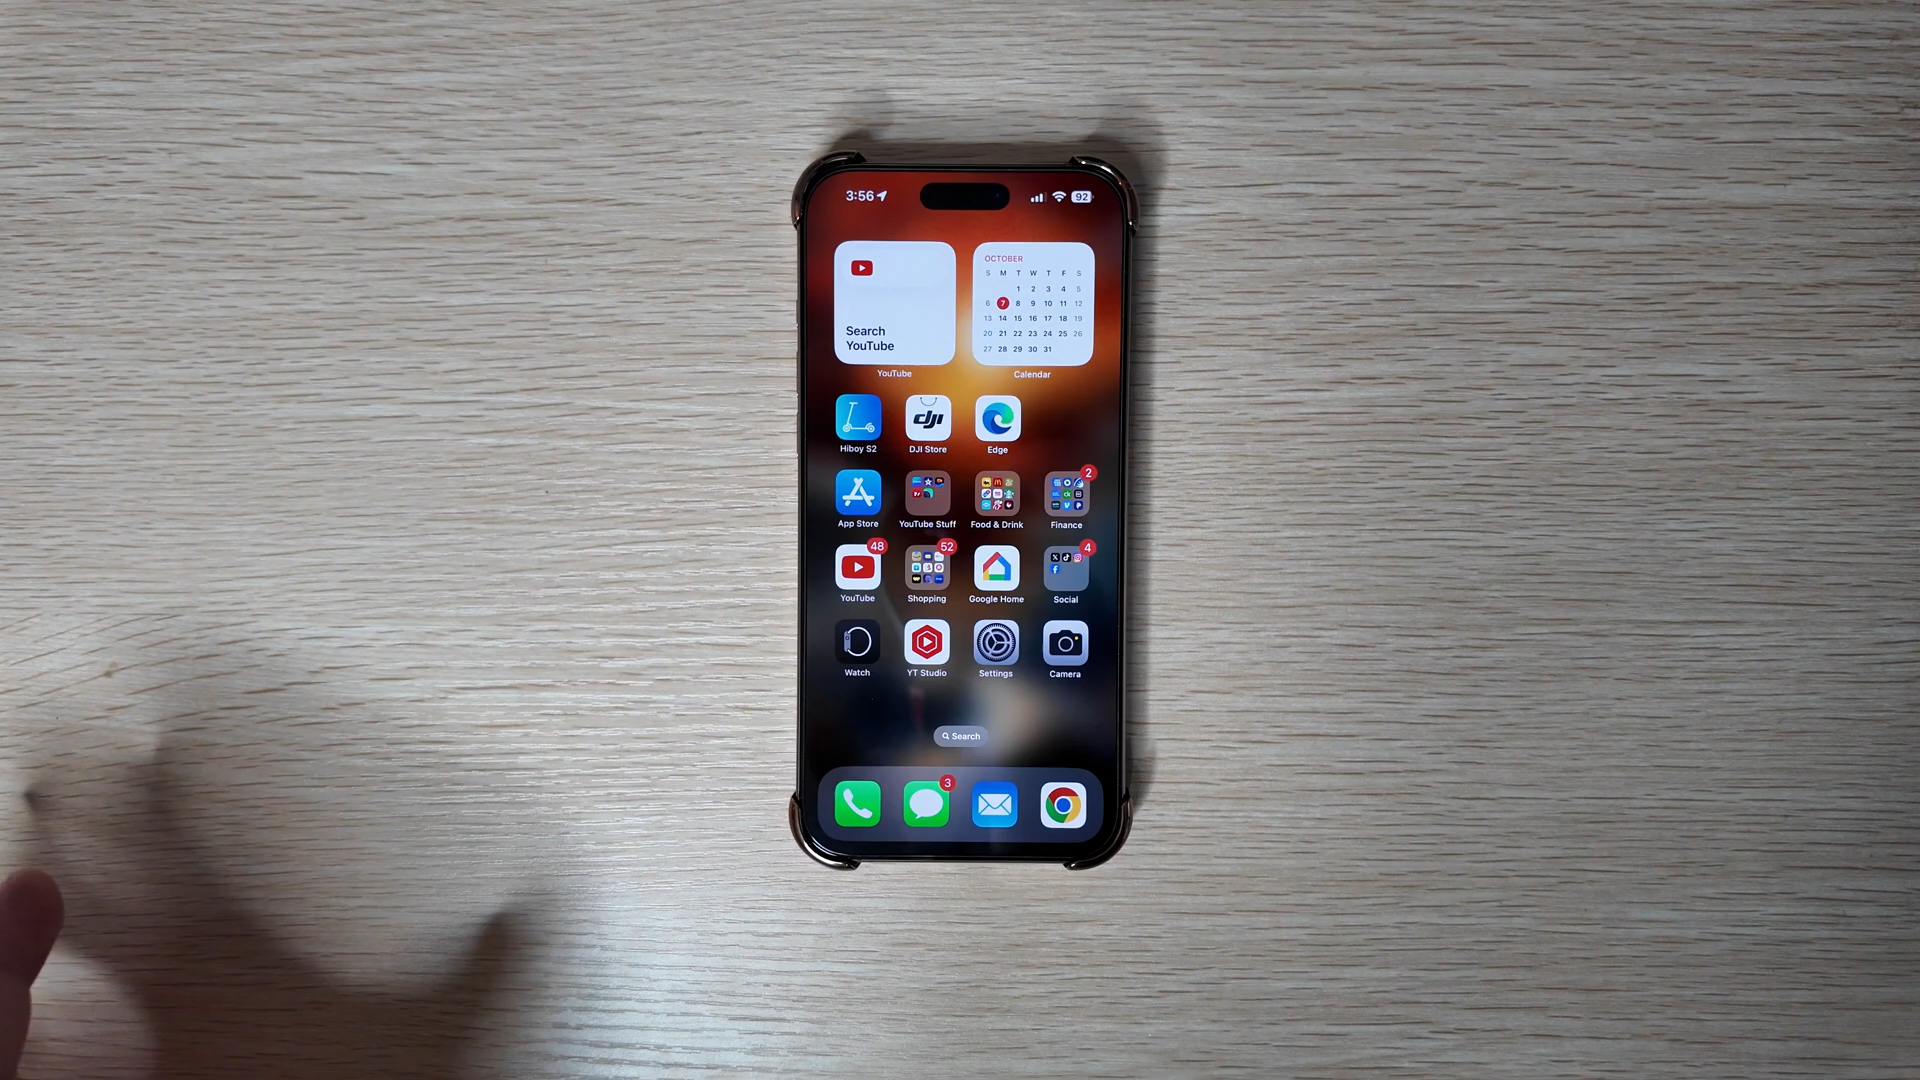 3:56
92
Search
YouTube
YouTube
OCTOBER
S M T W T F S
1 2 3 4 5
6 7 8 9 10 11 12
13 14 15 16 17 18 19
20 21 22 23 24 25 26
27 28 29 30 31
Calendar
dji
Hiboy S2 DJI Store Edge
2
App Store YouTube Stuff Food & Drink Finance
48 52 4
YouTube Shopping Google Home Social
Watch YT Studio Settings Camera
Search
3